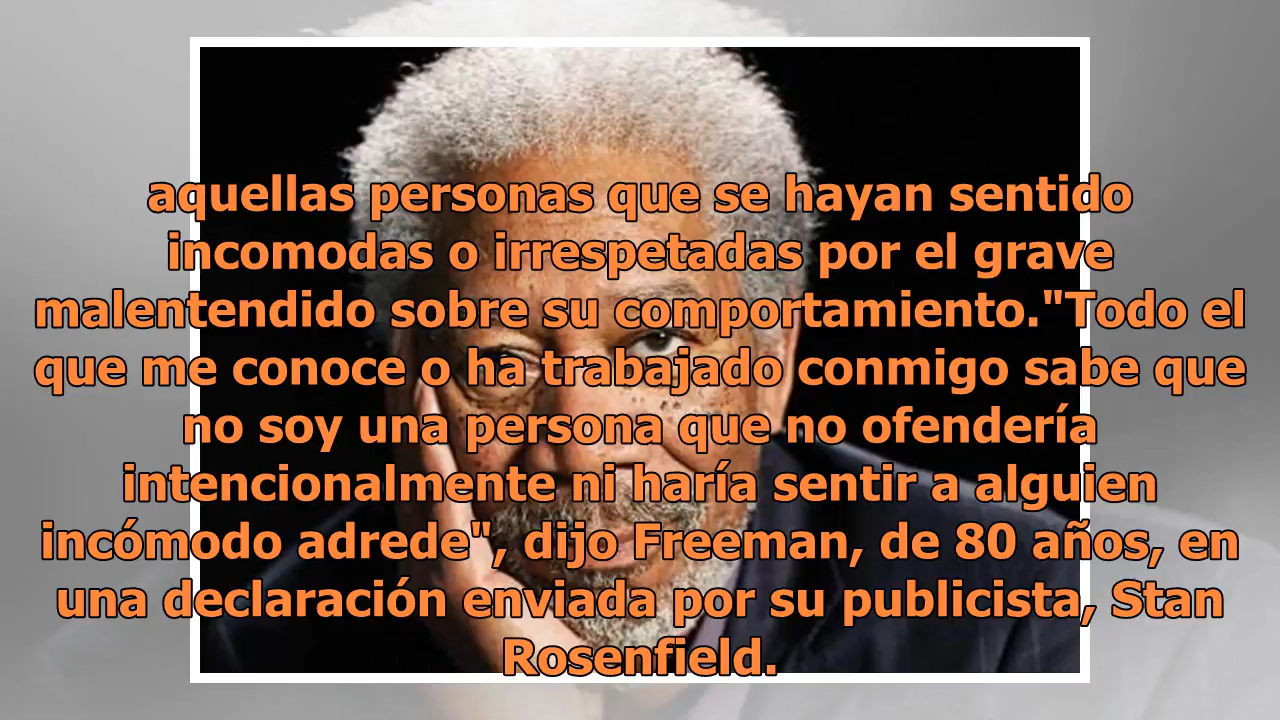 aquellas personas que se hayan sentido
incomodas o irrespetadas por el grave
malentendido sobre su comportamiento."Todo el
que me conoce o ha trabajado conmigo sabe que
no soy una persona que no ofendería
intencionalmente ni haría sentir a alguien
incómodo adrede", dijo Freeman, de 80 años, en
una declaración enviada por su publicista, Stan
Rosenfield.